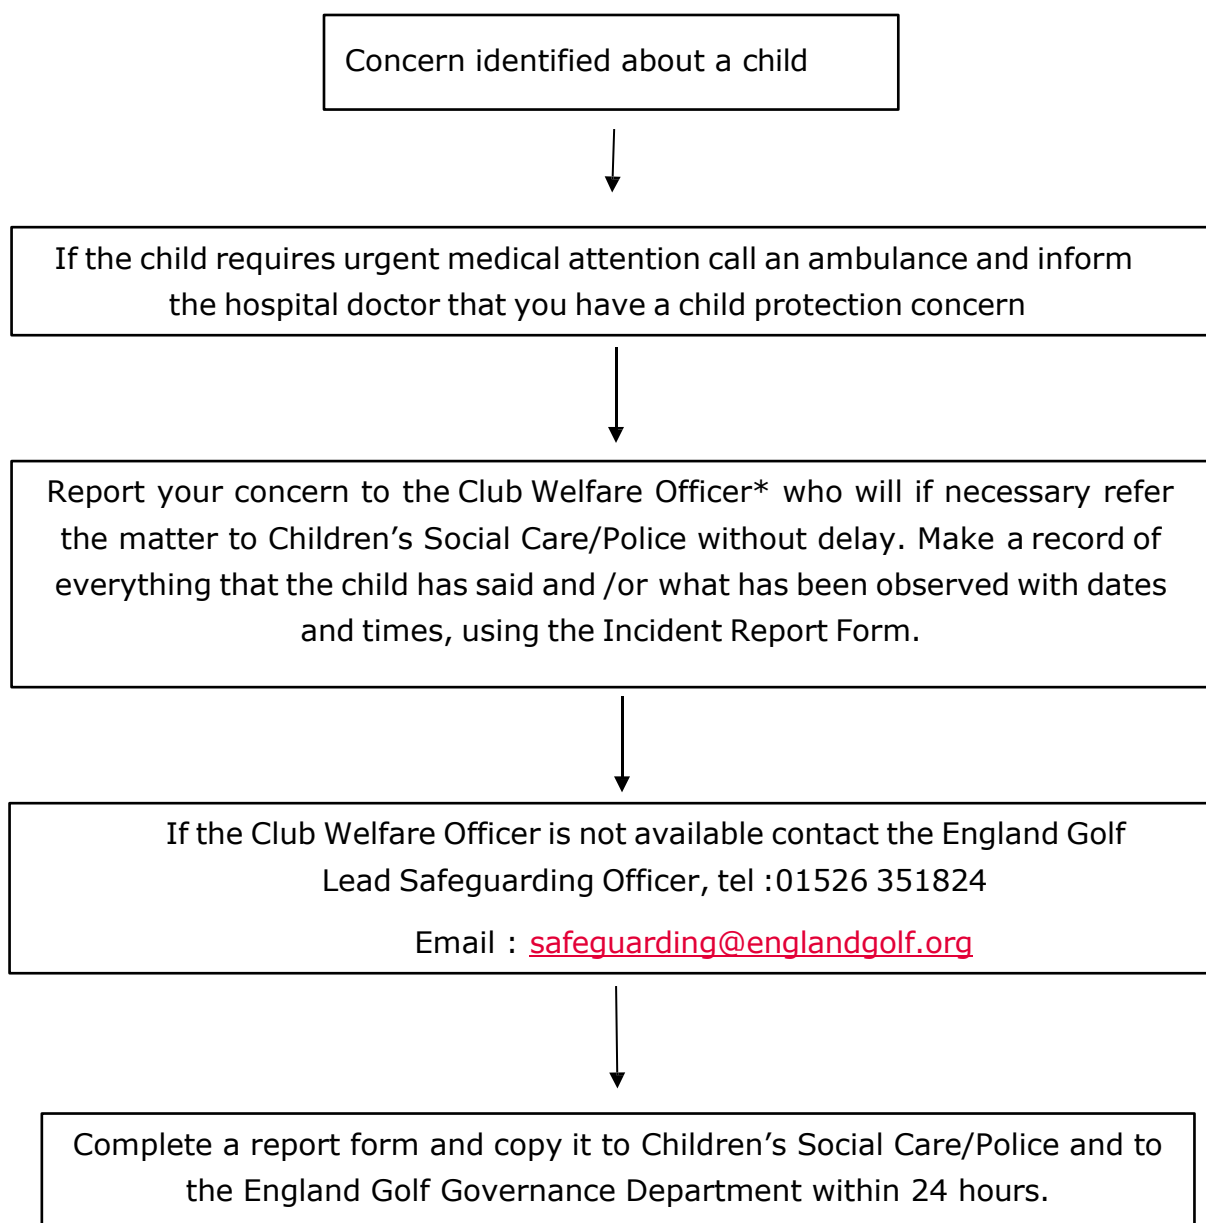 Concern identified about a child
If the child requires urgent medical attention call an ambulance and inform
the hospital doctor that you have a child protection concern
Report your concern to the Club Welfare Officer* who will if necessary refer
the matter to Children’s Social Care/Police without delay. Make a record of
everything that the child has said and /or what has been observed with dates
and times, using the Incident Report Form.
If the Club Welfare Officer is not available contact the England Golf
Lead Safeguarding Officer, tel :01526 351824
Email : safeguarding@englandgolf.org
Complete a report form and copy it to Children’s Social Care/Police and to
the England Golf Governance Department within 24 hours.